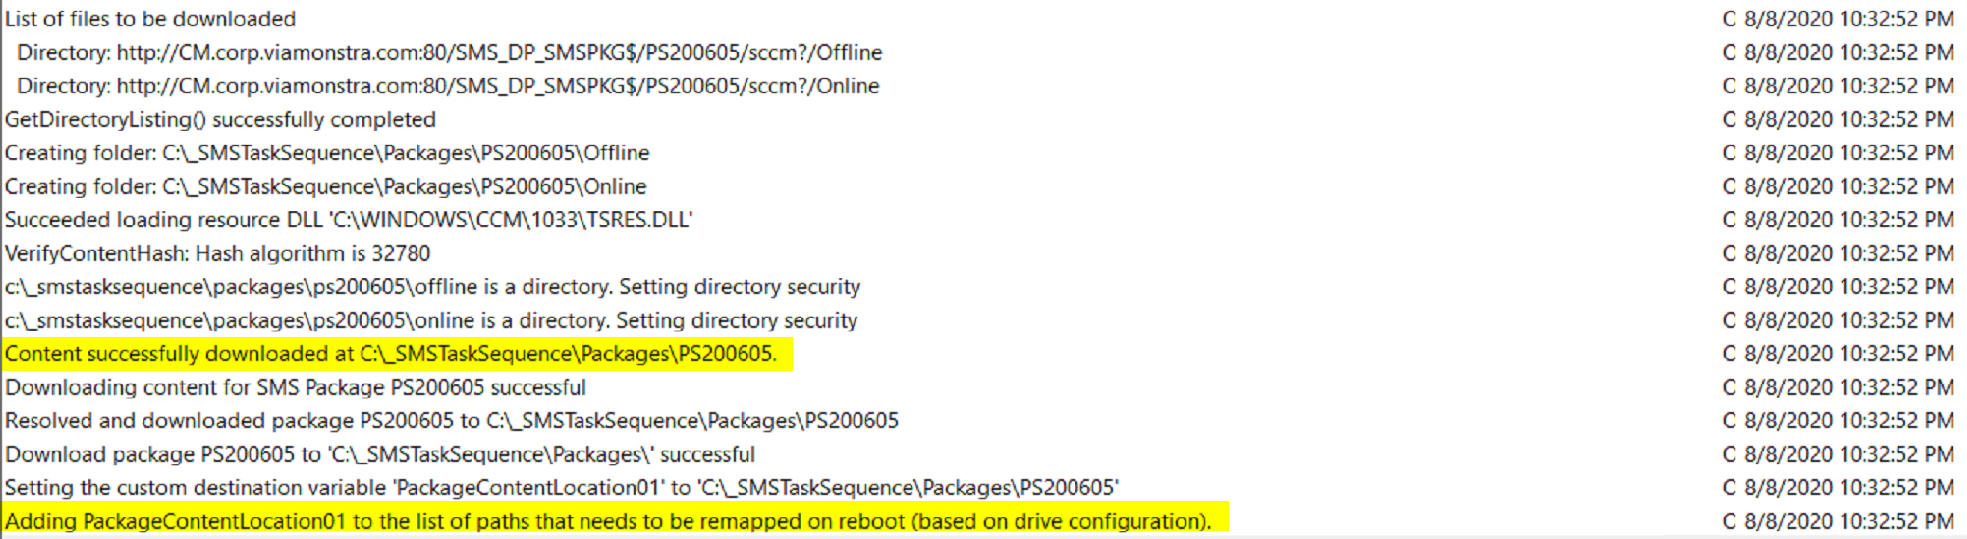 List of files to be downloaded C 8/8/2020 10:32:52 PM
Directory: http://CM.corp.viamonstra.com:80/SMS_DP_SMSPKG$/PS200605/sccm?/Offline C 8/8/2020 10:32:52 PM
Directory: http://CM.corp.viamonstra.com:80/SMS_DP_SMSPKG$/PS200605/sccm?/Online C 8/8/2020 10:32:52 PM
GetDirectoryListing() successfully completed C 8/8/2020 10:32:52 PM
Creating folder: C:\_SMSTaskSequence\Packages\PS200605\Offline C 8/8/2020 10:32:52 PM
Creating folder: C:\_SMSTaskSequence\Packages\PS200605\Online C 8/8/2020 10:32:52 PM
Succeeded loading resource DLL 'C:\WINDOWS\CCM\1033\TSRES.DLL' C 8/8/2020 10:32:52 PM
VerifyContentHash: Hash algorithm is 32780 C 8/8/2020 10:32:52 PM
c:\_smstasksequence\packages\ps200605\offline is a directory. Setting directory security C 8/8/2020 10:32:52 PM
c:\_smstasksequence\packages\ps200605\online is a directory. Setting directory security C 8/8/2020 10:32:52 PM
Content successfully downloaded at C:\_SMSTaskSequence\Packages\PS200605. C 8/8/2020 10:32:52 PM
Downloading content for SMS Package PS200605 successful C 8/8/2020 10:32:52 PM
Resolved and downloaded package PS200605 to C:\_SMSTaskSequence\Packages\PS200605 C 8/8/2020 10:32:52 PM
Download package PS200605 to 'C:\_SMSTaskSequence\Packages\' successful C 8/8/2020 10:32:52 PM
Setting the custom destination variable 'PackageContentLocation01' to 'C:\_SMSTaskSequence\Packages\PS200605' C 8/8/2020 10:32:52 PM
Adding PackageContentLocation01 to the list of paths that needs to be remapped on reboot (based on drive configuration). C 8/8/2020 10:32:52 PM